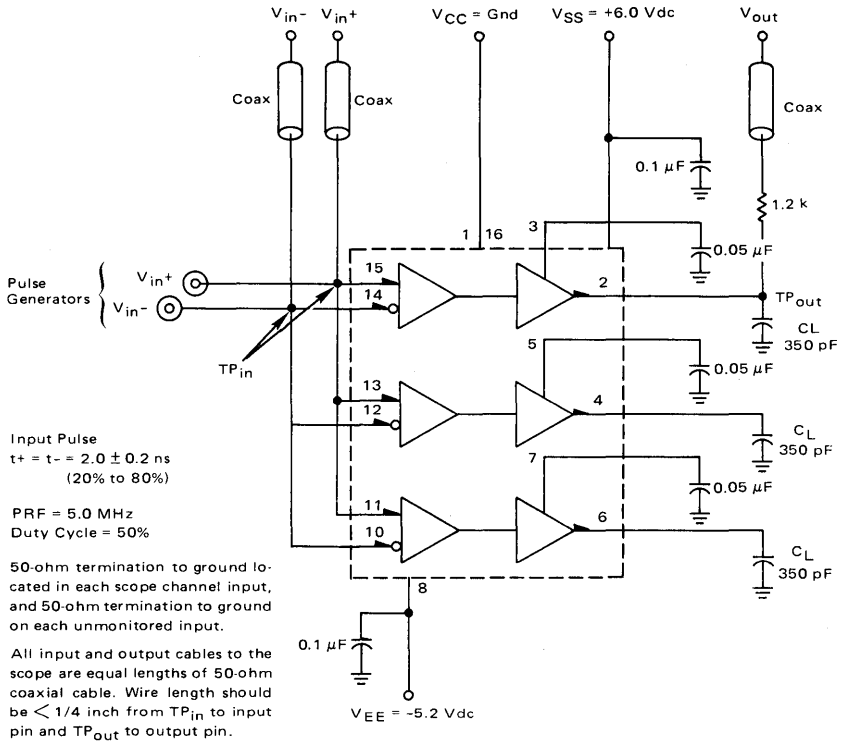 Vin− Vin+ VCC = Gnd VSS = +6.0 Vdc Vout
Coax Coax Coax
0.1 µF
1.2 k
1 16 3
0.05 µF
Pulse Generators { Vin+ Vin−
15
14
2
TPout
TPin
CL
350 pF
5
0.05 µF
13
12
4
CL
350 pF
7
0.05 µF
11
10
6
CL
350 pF
8
0.1 µF
VEE = -5.2 Vdc
Input Pulse
t+ = t- = 2.0 ± 0.2 ns
(20% to 80%)
PRF = 5.0 MHz
Duty Cycle = 50%
50-ohm termination to ground lo-
cated in each scope channel input,
and 50-ohm termination to ground
on each unmonitored input.
All input and output cables to the
scope are equal lengths of 50-ohm
coaxial cable. Wire length should
be < 1/4 inch from TPin to input
pin and TPout to output pin.